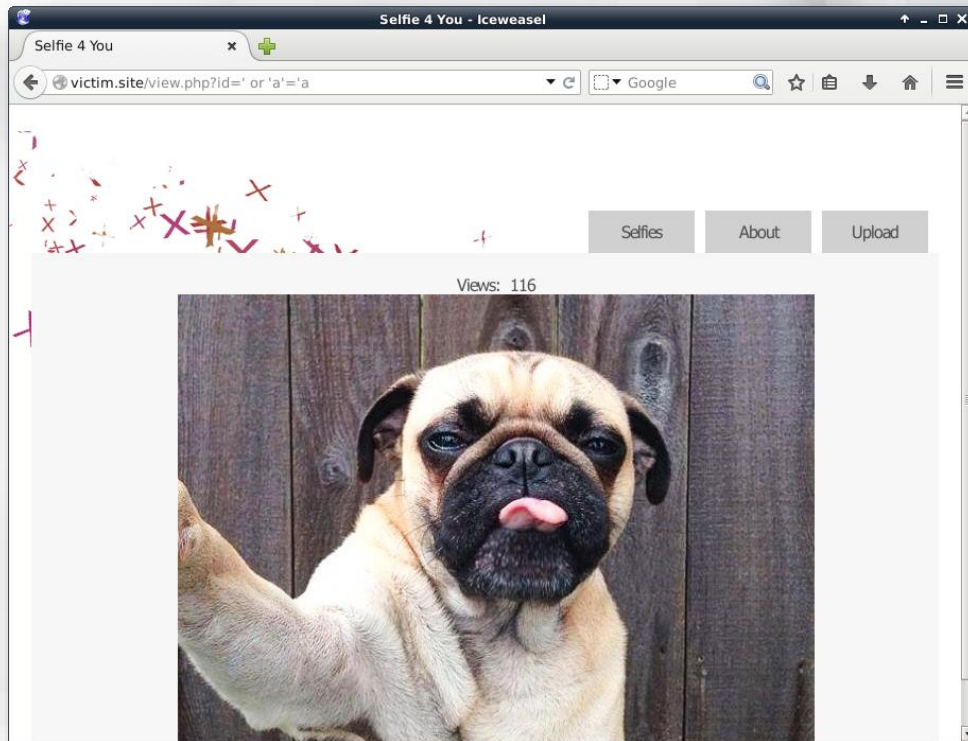 Selfie 4 You - Iceweasel
Selfie 4 You
victim.site/view.php?id=' or 'a'='a
Google
Selfies About Upload
Views: 116